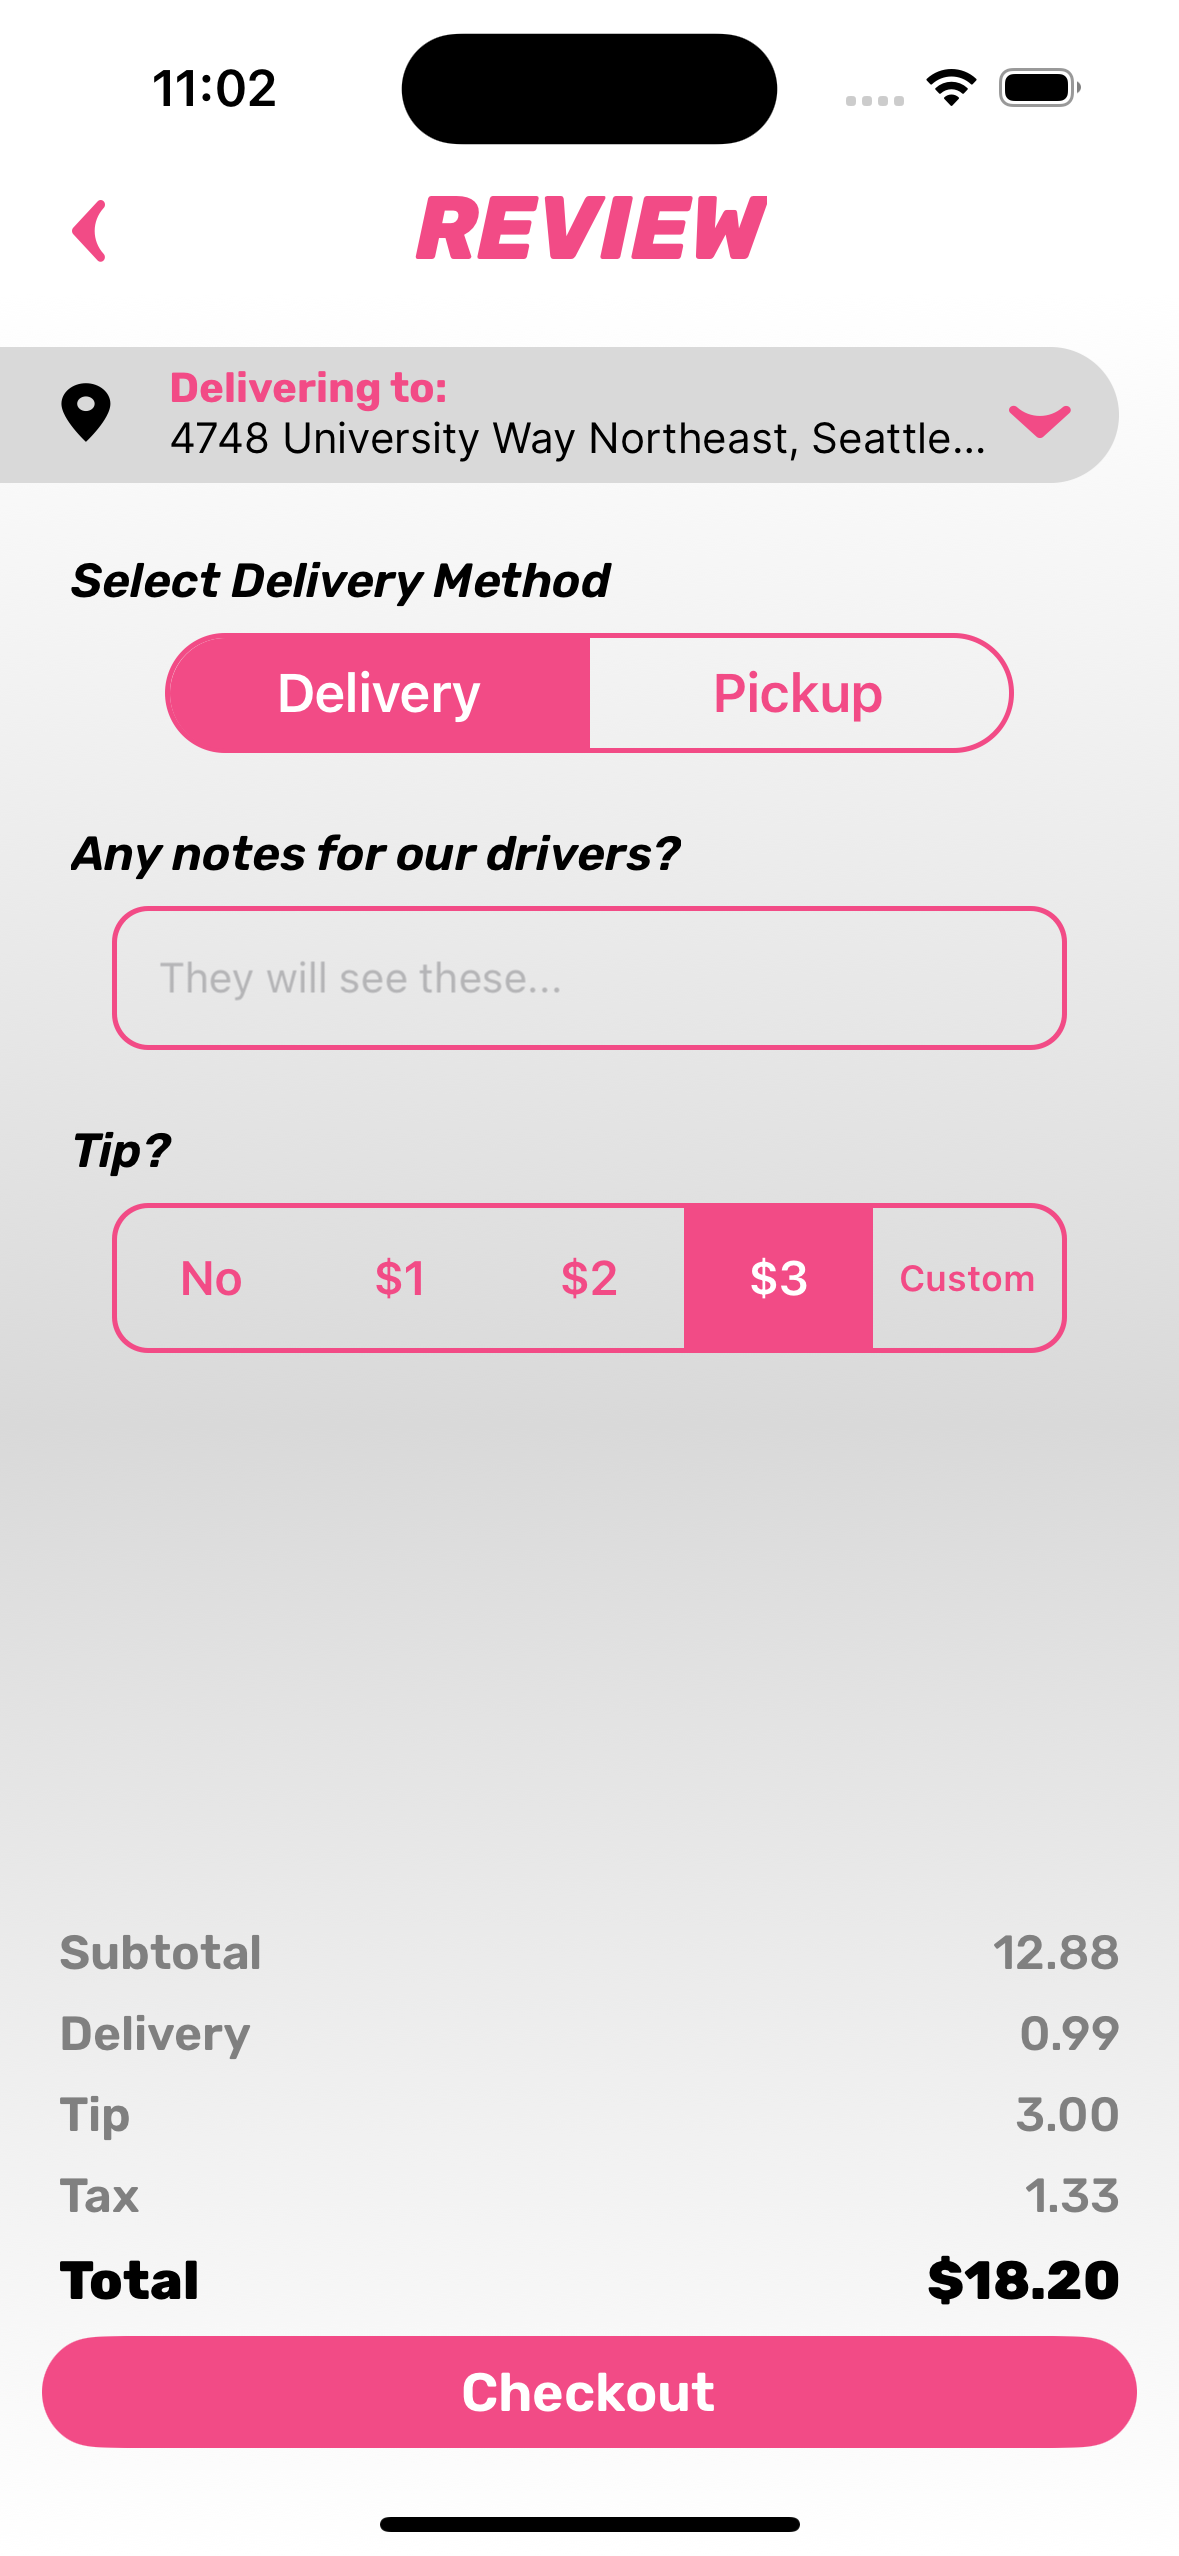 11:02
REVIEW
Delivering to:
4748 University Way Northeast, Seattle...
Select Delivery Method
Delivery Pickup
Any notes for our drivers?
They will see these...
Tip?
No $1 $2 $3 Custom
Subtotal 12.88
Delivery 0.99
Tip 3.00
Tax 1.33
Total $18.20
Checkout